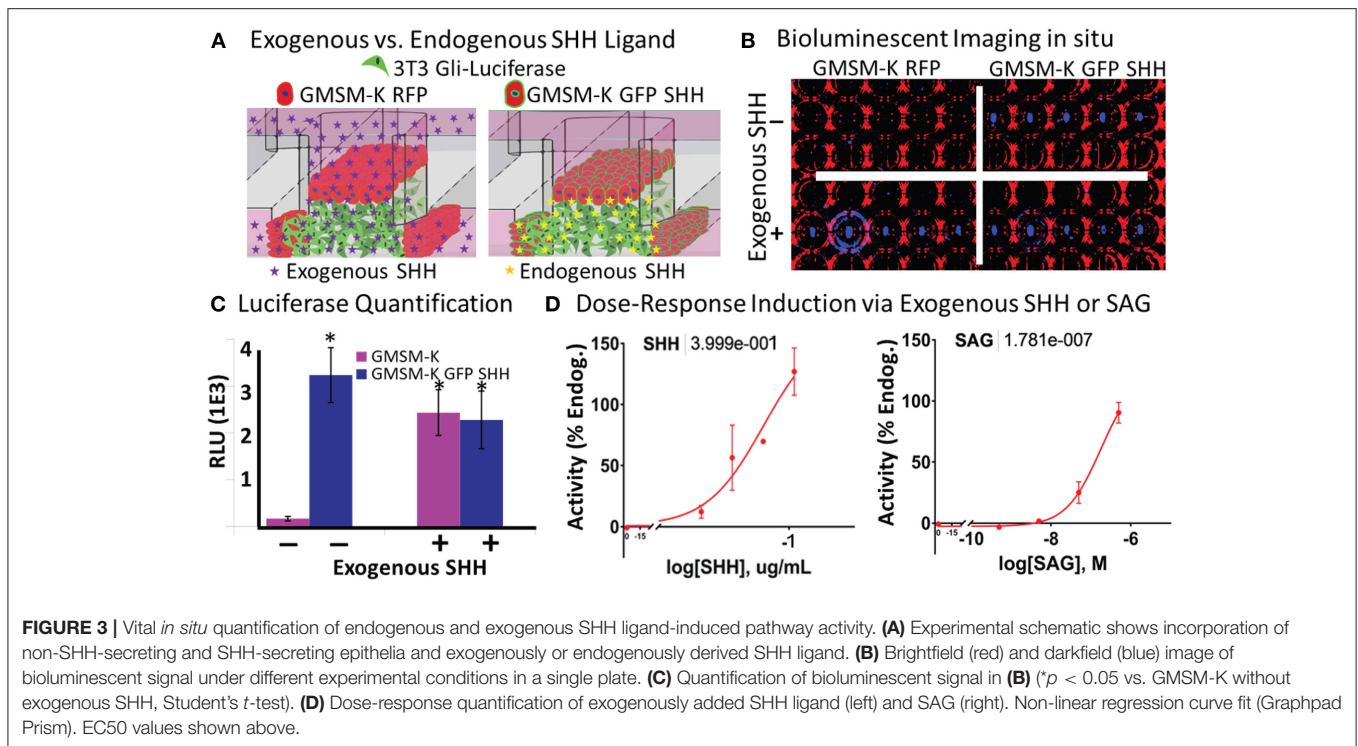 A Exogenous vs. Endogenous SHH Ligand
3T3 Gli-Luciferase
GMSM-K RFP
GMSM-K GFP SHH
Exogenous SHH
Endogenous SHH
B Bioluminescent Imaging in situ
GMSM-K RFP
GMSM-K GFP SHH
Exogenous SHH
−
+
C Luciferase Quantification
RLU (1E3)
4
3
2
1
*
* *
GMSM-K
GMSM-K GFP SHH
− − + +
Exogenous SHH
D Dose-Response Induction via Exogenous SHH or SAG
Activity (% Endog.)
150
100
50
0
SHH 3.999e-001
0 -15 -1
log[SHH], ug/mL
Activity (% Endog.)
150
100
50
0
SAG 1.781e-007
0 -15 -10 -8 -6
log[SAG], M
FIGURE 3 | Vital in situ quantification of endogenous and exogenous SHH ligand-induced pathway activity. (A) Experimental schematic shows incorporation of
non-SHH-secreting and SHH-secreting epithelia and exogenously or endogenously derived SHH ligand. (B) Brightfield (red) and darkfield (blue) image of
bioluminescent signal under different experimental conditions in a single plate. (C) Quantification of bioluminescent signal in (B) (*p < 0.05 vs. GMSM-K without
exogenous SHH, Student's t-test). (D) Dose-response quantification of exogenously added SHH ligand (left) and SAG (right). Non-linear regression curve fit (Graphpad
Prism). EC50 values shown above.